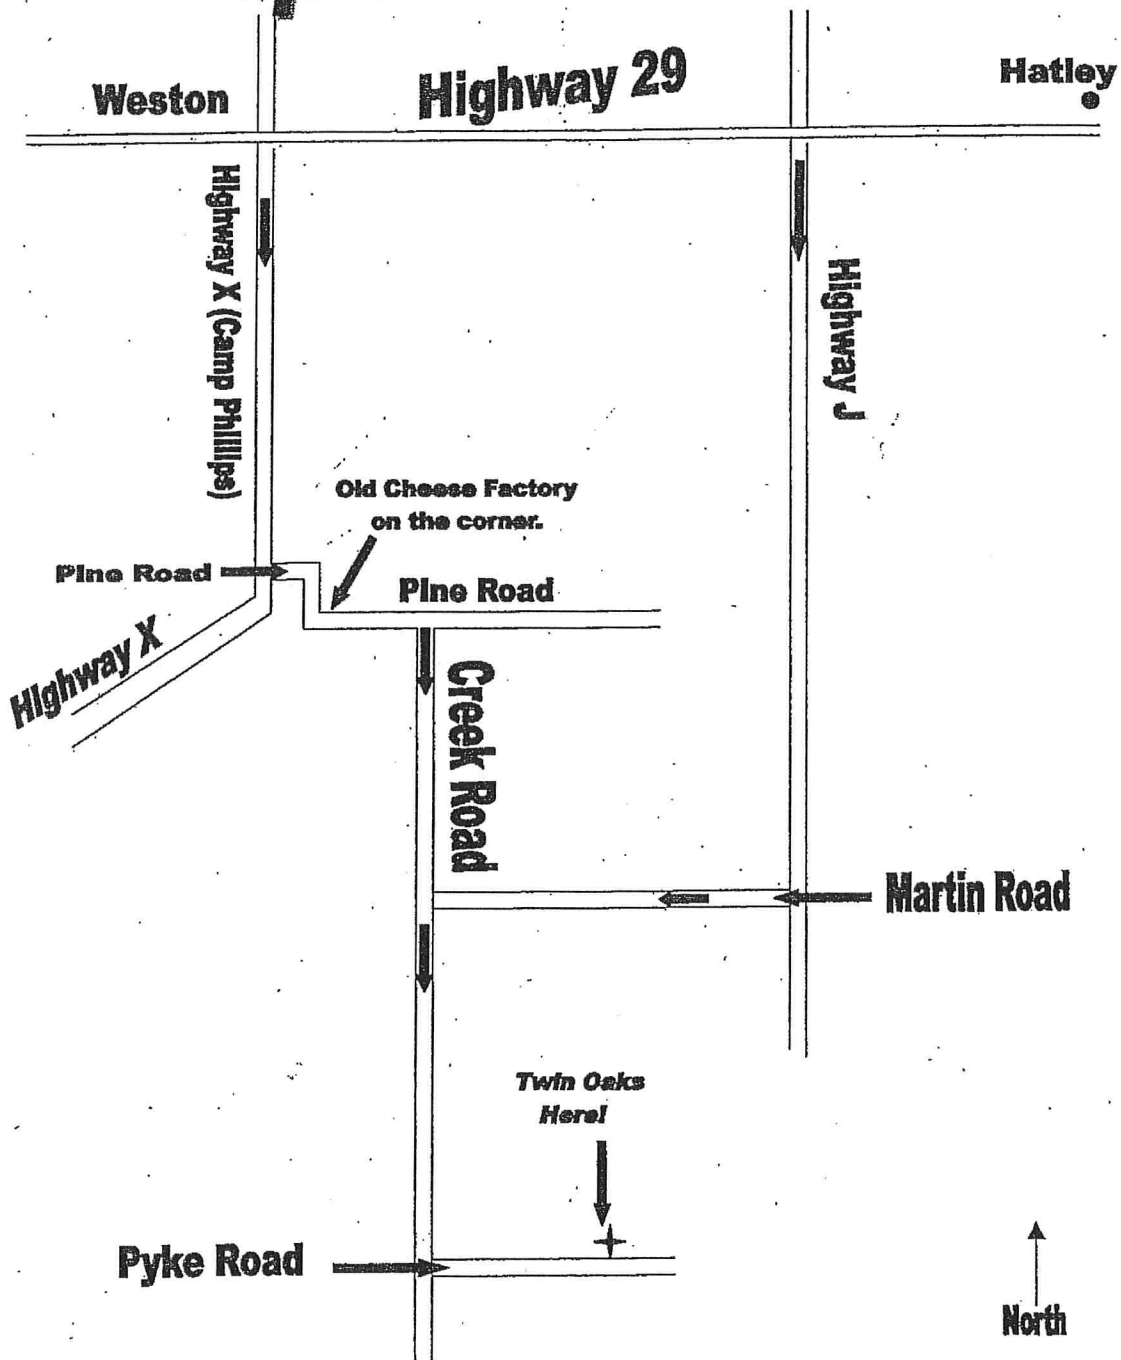 Weston
Highway 29
Hatley
Highway X (Camp Phillips)
Highway J
Old Cheese Factory
on the corner.
Pine Road
Pine Road
Highway X
Creek Road
Martin Road
Twin Oaks
Here!
Pyke Road
North